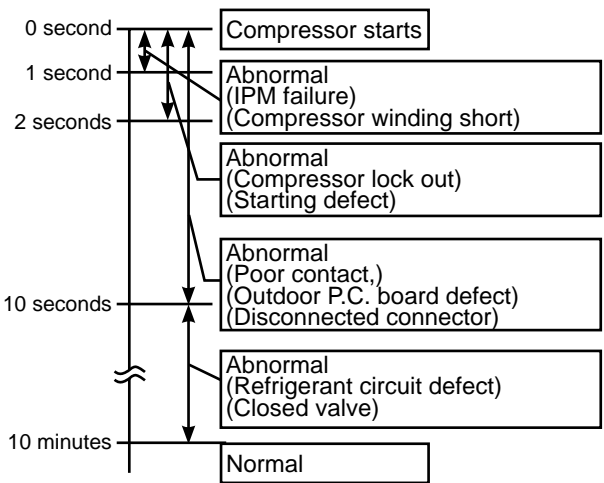 0 second
Compressor starts
1 second
Abnormal
(IPM failure)
(Compressor winding short)
2 seconds
Abnormal
(Compressor lock out)
(Starting defect)
Abnormal
(Poor contact,)
(Outdoor P.C. board defect)
(Disconnected connector)
10 seconds
Abnormal
(Refrigerant circuit defect)
(Closed valve)
10 minutes
Normal